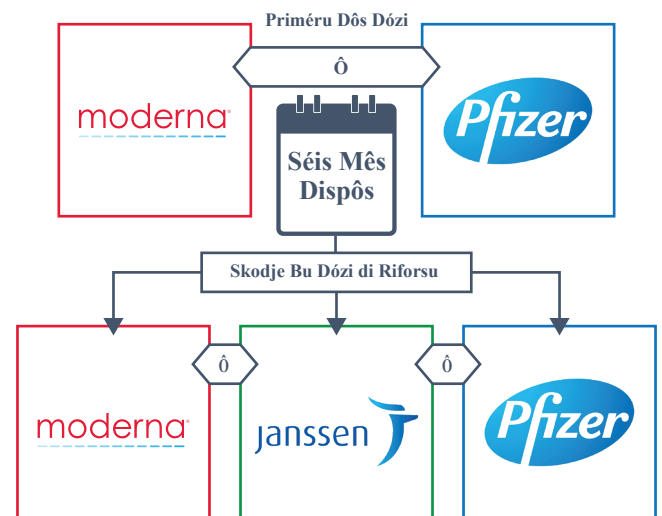 Priméru Dôs Dózi
Ô
moderna®
Pfizer
Séis Mês
Dispôs
Skodje Bu Dózi di Riforsu
Ô
Ô
moderna®
Janssen
Pfizer